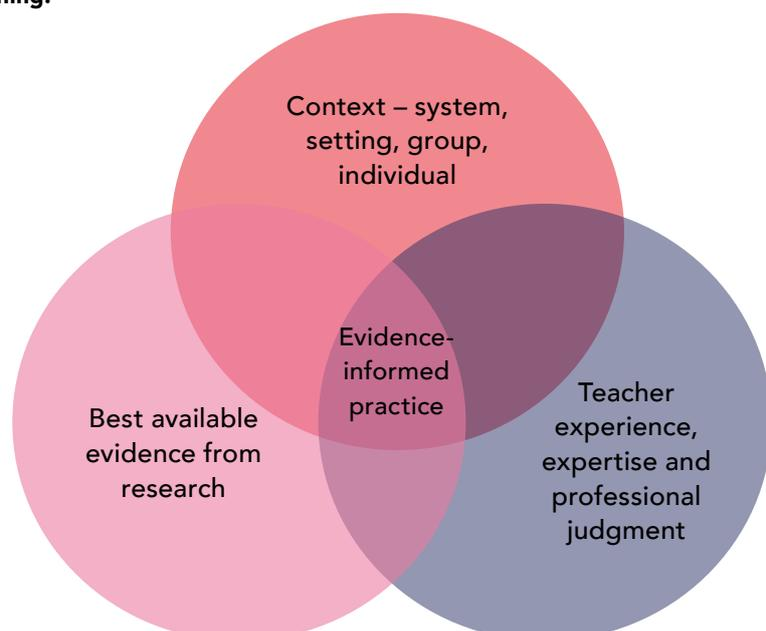 Context – system,
setting, group,
individual
Evidence-
informed
practice
Best available
evidence from
research
Teacher
experience,
expertise and
professional
judgment